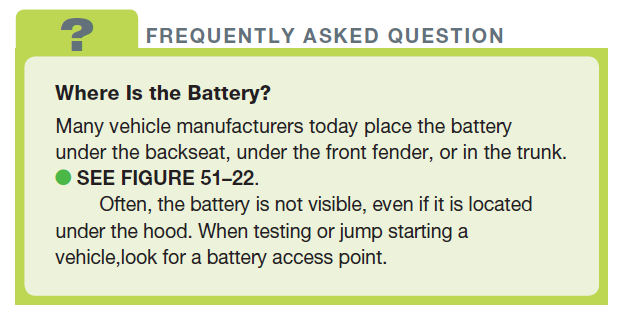 ?
FREQUENTLY ASKED QUESTION
Where Is the Battery?
Many vehicle manufacturers today place the battery
under the backseat, under the front fender, or in the trunk.
● SEE FIGURE 51–22.
Often, the battery is not visible, even if it is located
under the hood. When testing or jump starting a
vehicle,look for a battery access point.